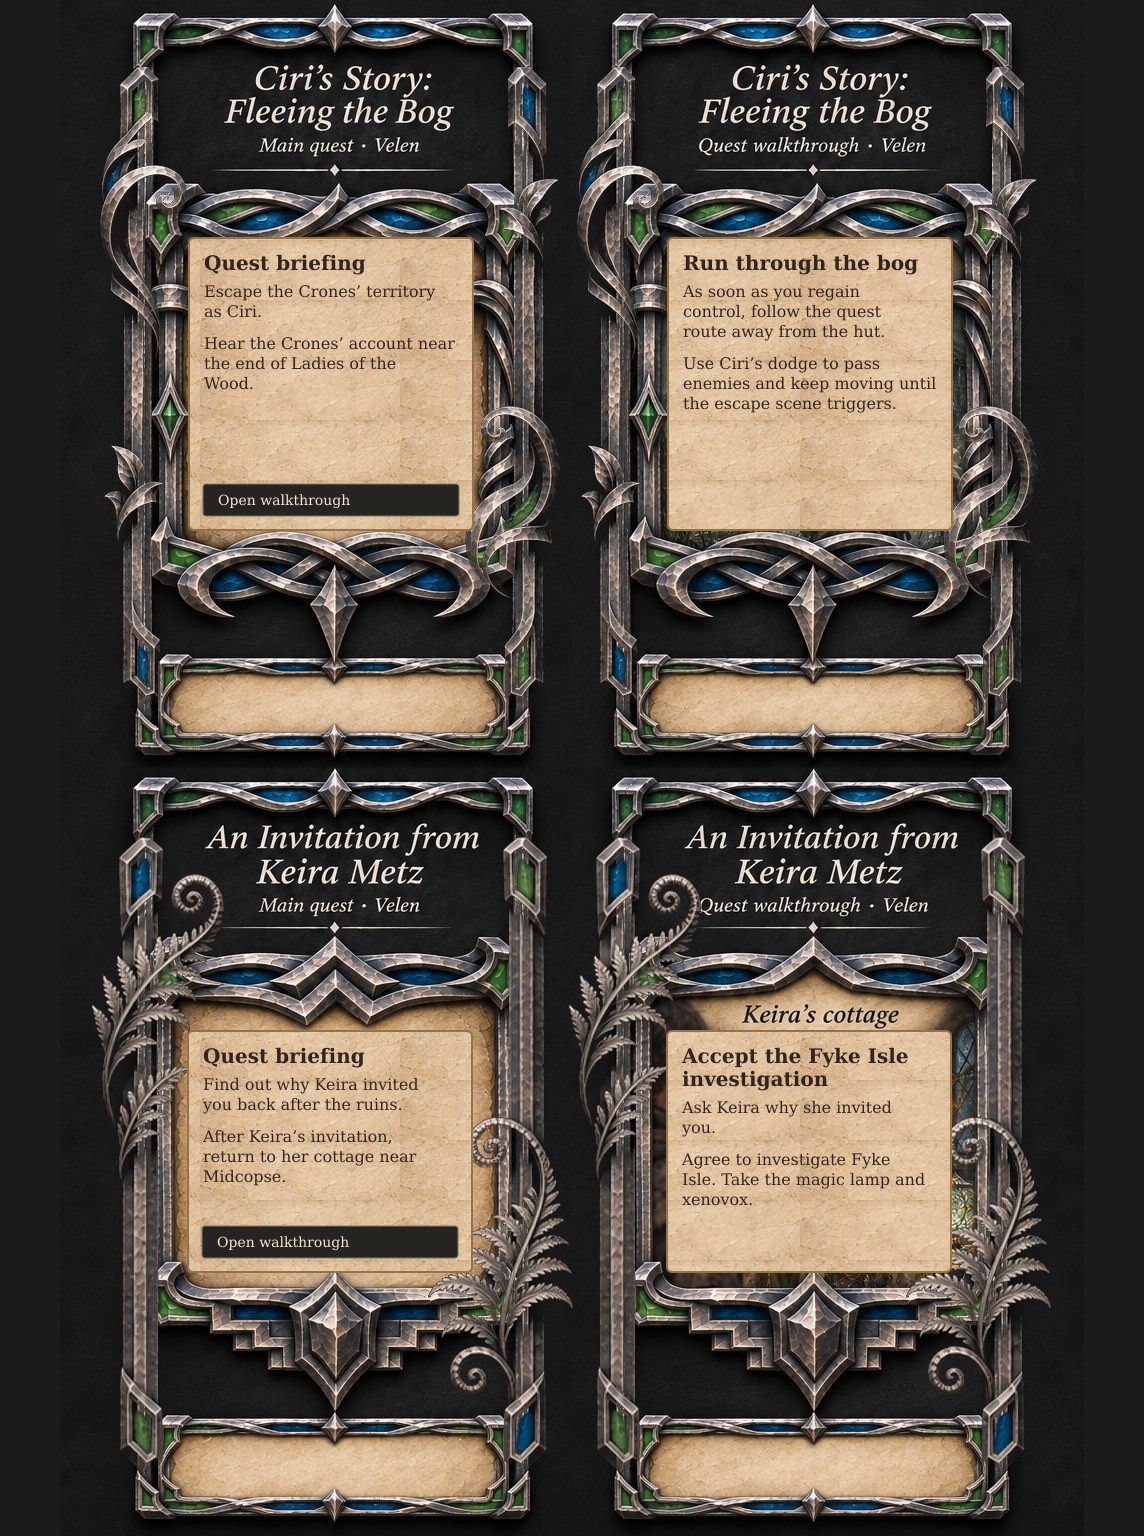 Ciri’s Story:
Fleeing the Bog
Main quest · Velen
Quest briefing
Escape the Crones’ territory
as Ciri.
Hear the Crones’ account near
the end of Ladies of the
Wood.
Open walkthrough
Ciri’s Story:
Fleeing the Bog
Quest walkthrough · Velen
Run through the bog
As soon as you regain
control, follow the quest
route away from the hut.
Use Ciri’s dodge to pass
enemies and keep moving until
the escape scene triggers.
An Invitation from
Keira Metz
Main quest · Velen
Quest briefing
Find out why Keira invited
you back after the ruins.
After Keira’s invitation,
return to her cottage near
Midcopse.
Open walkthrough
An Invitation from
Keira Metz
Quest walkthrough · Velen
Keira’s cottage
Accept the Fyke Isle
investigation
Ask Keira why she invited
you.
Agree to investigate Fyke
Isle. Take the magic lamp and
xenovox.